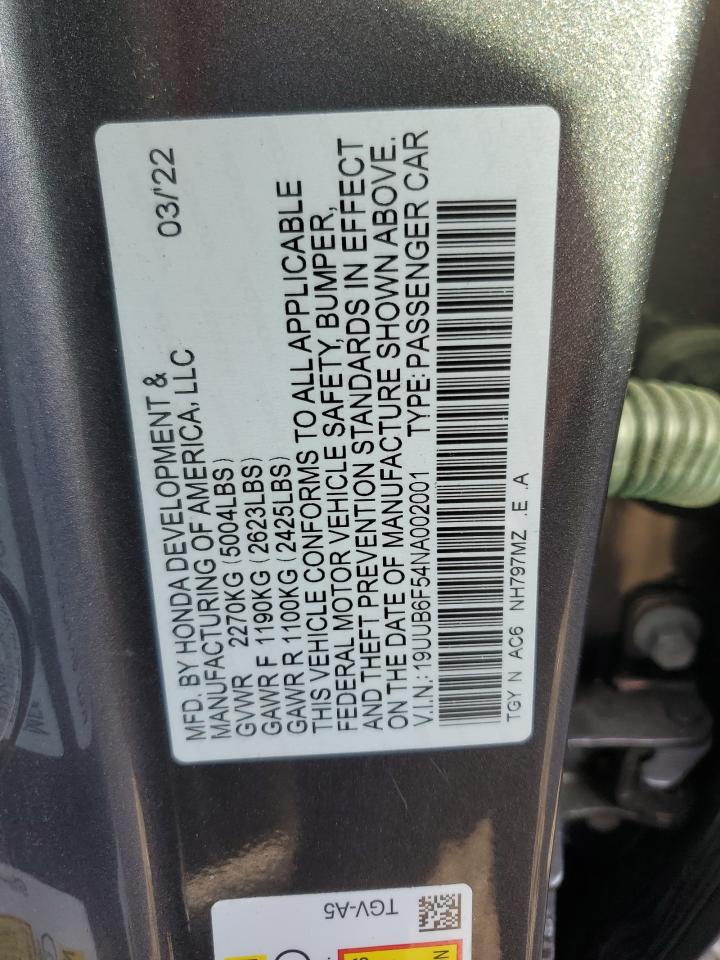 MFD. BY HONDA DEVELOPMENT & 03/'22
MANUFACTURING OF AMERICA, LLC
GVWR 2270KG (5004LBS)
GAWR F 1190KG (2623LBS)
GAWR R 1100KG (2425LBS)
THIS VEHICLE CONFORMS TO ALL APPLICABLE
FEDERAL MOTOR VEHICLE SAFETY, BUMPER,
AND THEFT PREVENTION STANDARDS IN EFFECT
ON THE DATE OF MANUFACTURE SHOWN ABOVE.
V.I.N.: 19UUB6F54NA002001 TYPE: PASSENGER CAR
TGY N AC6 NH797MZ .E .A
TGV-A5